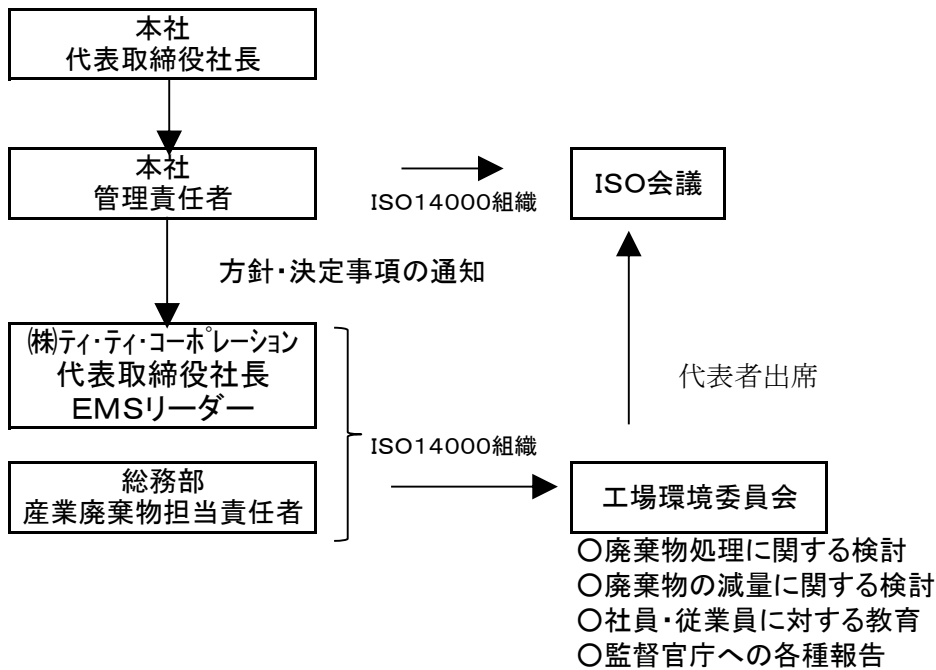 本社
代表取締役社長
本社
管理責任者
ISO14000組織
ISO会議
方針・決定事項の通知
㈱ティ・ティ・コーポレーション
代表取締役社長
EMSリーダー
代表者出席
ISO14000組織
総務部
産業廃棄物担当責任者
工場環境委員会
○廃棄物処理に関する検討
○廃棄物の減量に関する検討
○社員・従業員に対する教育
○監督官庁への各種報告